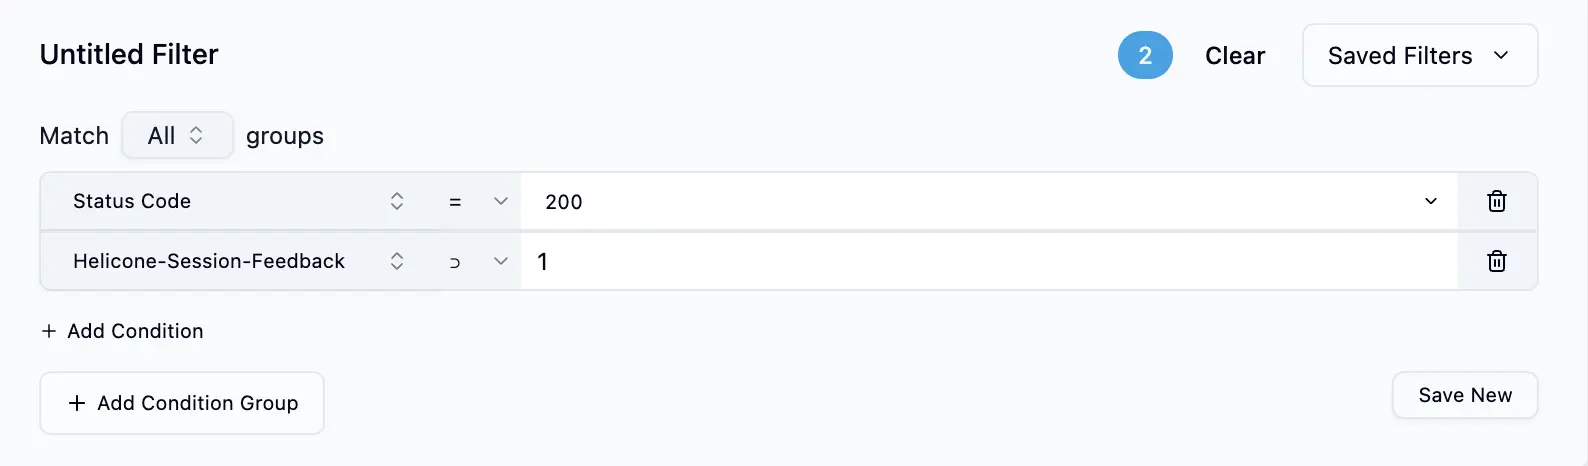 Untitled Filter 2 Clear Saved Filters
Match All groups
Status Code = 200
Helicone-Session-Feedback ⊃ 1
+ Add Condition
+ Add Condition Group Save New